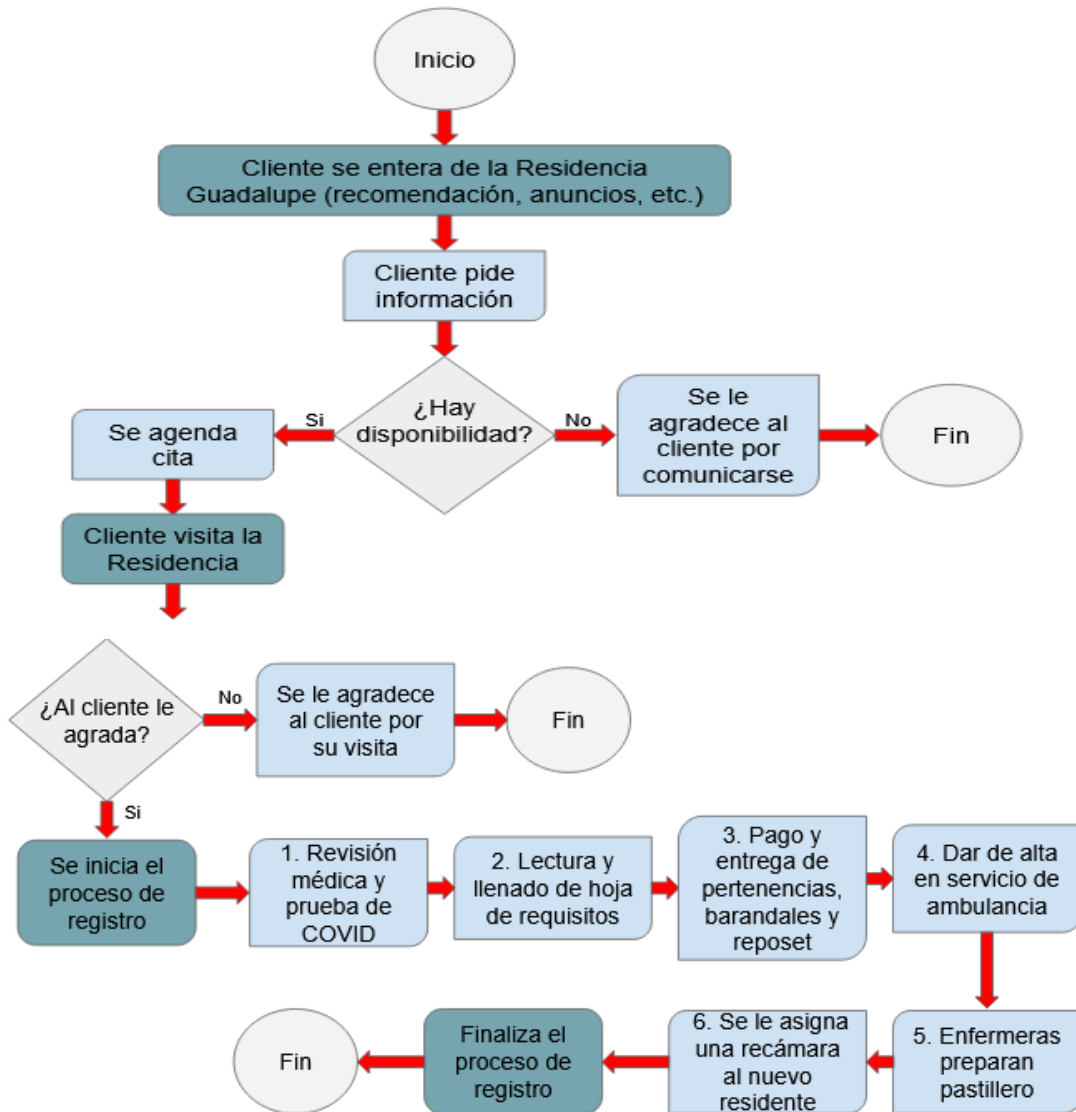 Inicio
Cliente se entera de la Residencia
Guadalupe (recomendación, anuncios, etc.)
Cliente pide
información
¿Hay
disponibilidad?
Si
No
Se agenda
cita
Se le
agradece al
cliente por
comunicarse
Fin
Cliente visita la
Residencia
¿Al cliente le
agrada?
No
Se le agradece
al cliente por
su visita
Fin
Si
Se inicia el
proceso de
registro
1. Revisión
médica y
prueba de
COVID
2. Lectura y
llenado de hoja
de requisitos
3. Pago y
entrega de
pertenencias,
barandales y
reposet
4. Dar de alta
en servicio de
ambulancia
5. Enfermeras
preparan
pastillero
6. Se le asigna
una recámara
al nuevo
residente
Finaliza el
proceso de
registro
Fin